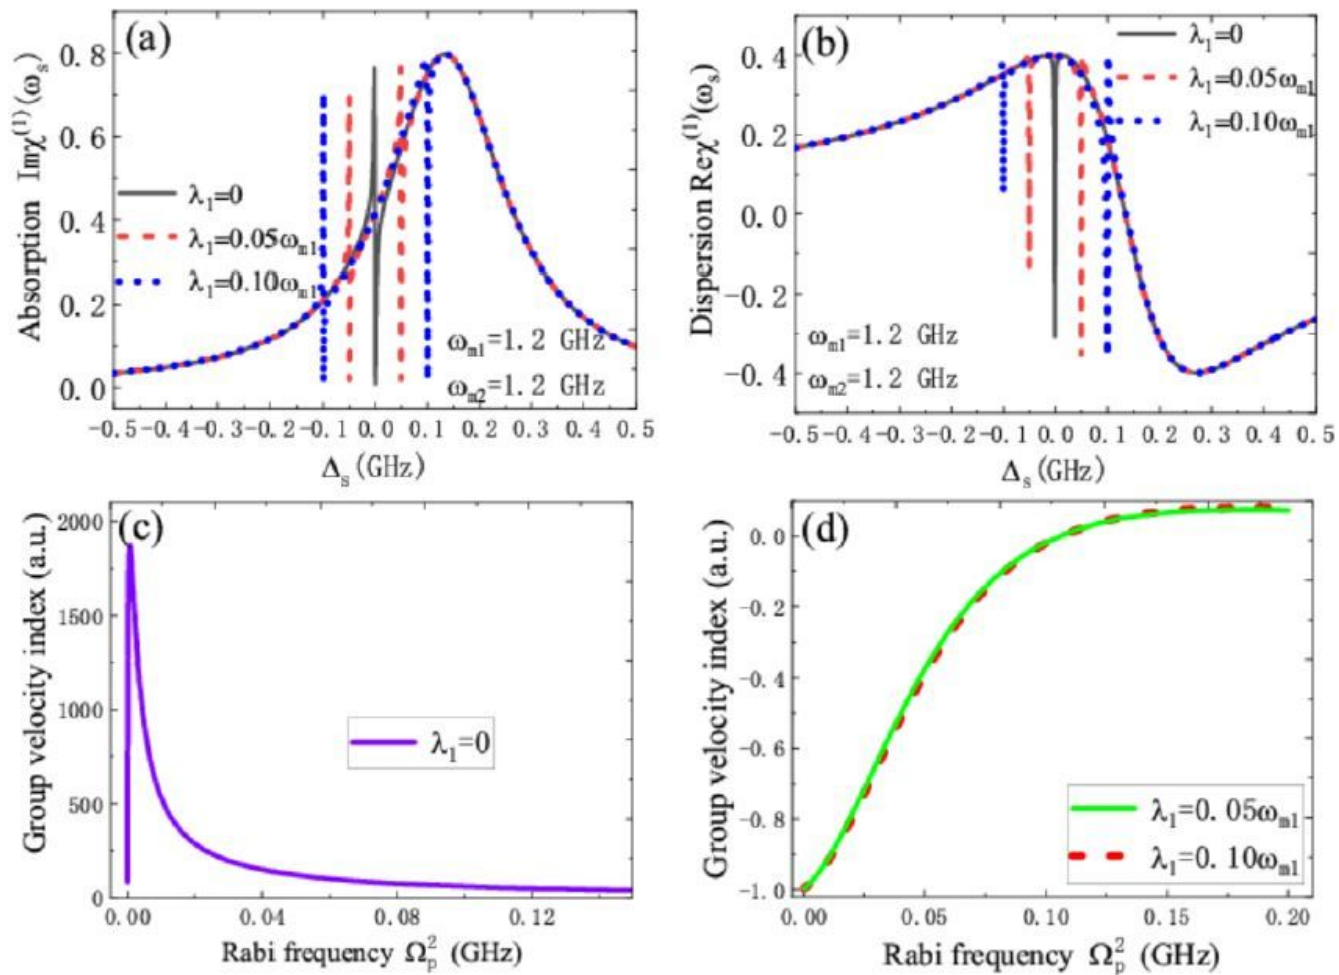 (a)
Absorption Imχ⁽¹⁾(ωₛ)
0.8
0.6
0.4
0.2
0.0
λ₁=0
λ₁=0.05ωₘ₁
λ₁=0.10ωₘ₁
ωₘ₁=1.2 GHz
ωₘ₂=1.2 GHz
-0.5 -0.4 -0.3 -0.2 -0.1 0.0 0.1 0.2 0.3 0.4 0.5
Δₛ(GHz)
(b)
Dispersion Reχ⁽¹⁾(ωₛ)
0.4
0.2
0.0
-0.2
-0.4
λ₁=0
λ₁=0.05ωₘ₁
λ₁=0.10ωₘ₁
ωₘ₁=1.2 GHz
ωₘ₂=1.2 GHz
-0.5 -0.4 -0.3 -0.2 -0.1 0.0 0.1 0.2 0.3 0.4 0.5
Δₛ(GHz)
(c)
Group velocity index (a.u.)
2000
1500
1000
500
0
λ₁=0
0.00 0.04 0.08 0.12
Rabi frequency Ωₚ² (GHz)
(d)
Group velocity index (a.u.)
0.0
-0.2
-0.4
-0.6
-0.8
-1.0
λ₁=0.05ωₘ₁
λ₁=0.10ωₘ₁
0.00 0.05 0.10 0.15 0.20
Rabi frequency Ωₚ² (GHz)